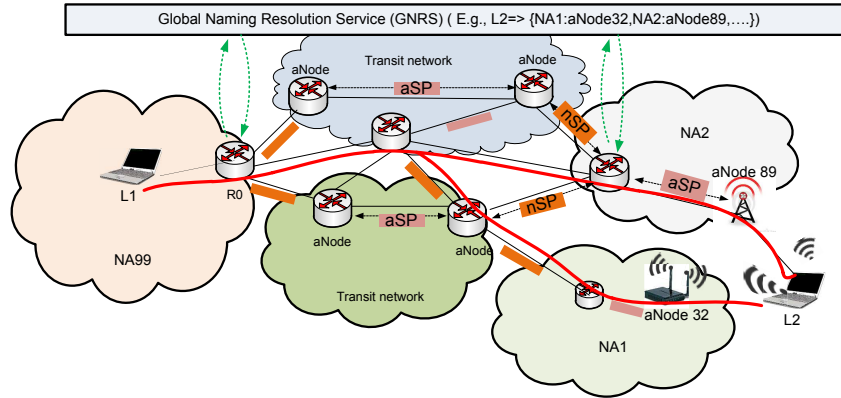 Global Naming Resolution Service (GNRS) ( E.g., L2=> {NA1:aNode32,NA2:aNode89,....})
Transit network
aNode
aNode
aSP
nSP
NA2
aNode 89
aSP
L1
R0
aNode
aSP
aNode
nSP
NA99
Transit network
aNode 32
L2
NA1